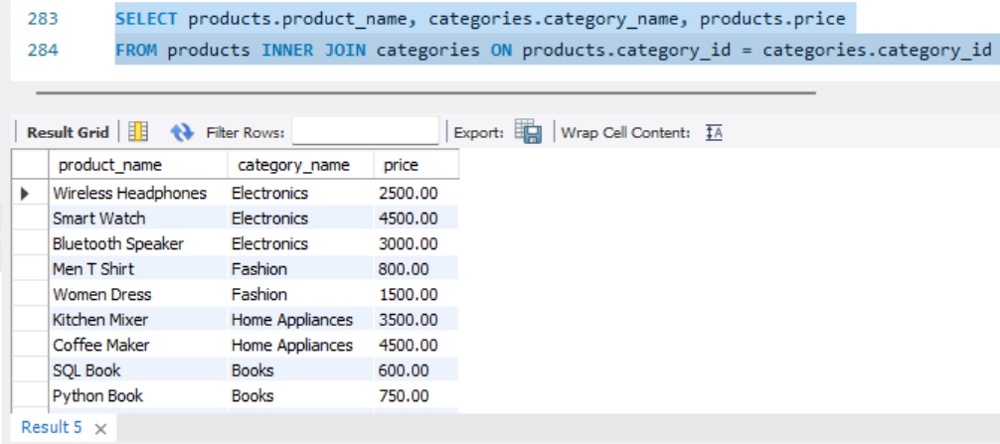 283 SELECT products.product_name, categories.category_name, products.price
284 FROM products INNER JOIN categories ON products.category_id = categories.category_id
Result Grid Filter Rows: Export: Wrap Cell Content: IA
product_name category_name price
Wireless Headphones Electronics 2500.00
Smart Watch Electronics 4500.00
Bluetooth Speaker Electronics 3000.00
Men T Shirt Fashion 800.00
Women Dress Fashion 1500.00
Kitchen Mixer Home Appliances 3500.00
Coffee Maker Home Appliances 4500.00
SQL Book Books 600.00
Python Book Books 750.00
Result 5 ×